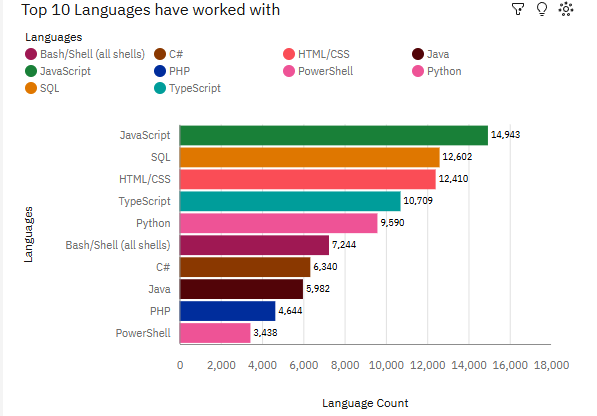 Top 10 Languages have worked with
Languages
Bash/Shell (all shells) C# HTML/CSS Java
JavaScript PHP PowerShell Python
SQL TypeScript
JavaScript 14,943
SQL 12,602
HTML/CSS 12,410
TypeScript 10,709
Python 9,590
Bash/Shell (all shells) 7,244
C# 6,340
Java 5,982
PHP 4,644
PowerShell 3,438
Languages
0 2,000 4,000 6,000 8,000 10,000 12,000 14,000 16,000 18,000
Language Count